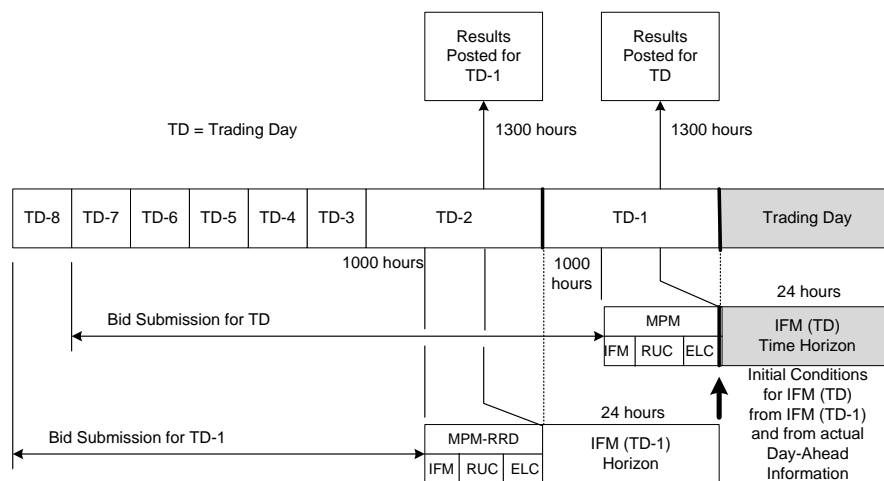 Results
Posted for
TD-1
Results
Posted for
TD
TD = Trading Day
1300 hours
1300 hours
TD-8
TD-7
TD-6
TD-5
TD-4
TD-3
TD-2
TD-1
Trading Day
1000 hours
1000
hours
24 hours
Bid Submission for TD
MPM
IFM
RUC
ELC
IFM (TD)
Time Horizon
Initial Conditions
for IFM (TD)
from IFM (TD-1)
and from actual
Day-Ahead
Information
24 hours
Bid Submission for TD-1
MPM-RRD
IFM
RUC
ELC
IFM (TD-1)
Horizon